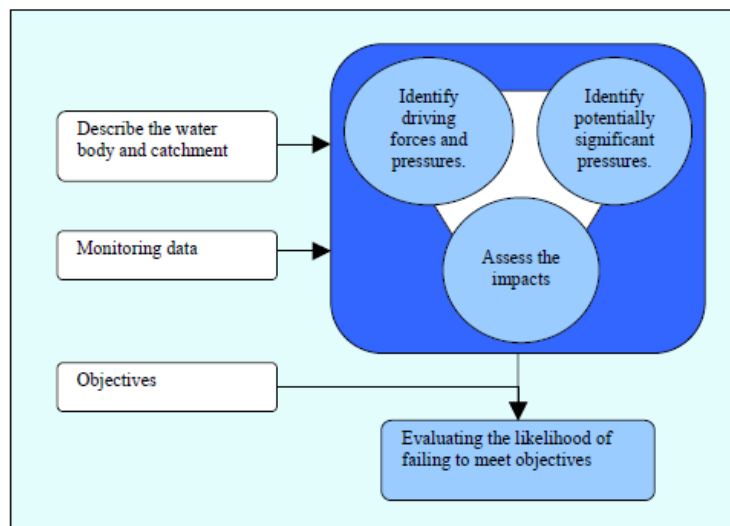 Describe the water
body and catchment
Monitoring data
Objectives
Identify
driving
forces and
pressures.
Identify
potentially
significant
pressures.
Assess the
impacts
Evaluating the likelihood of
failing to meet objectives